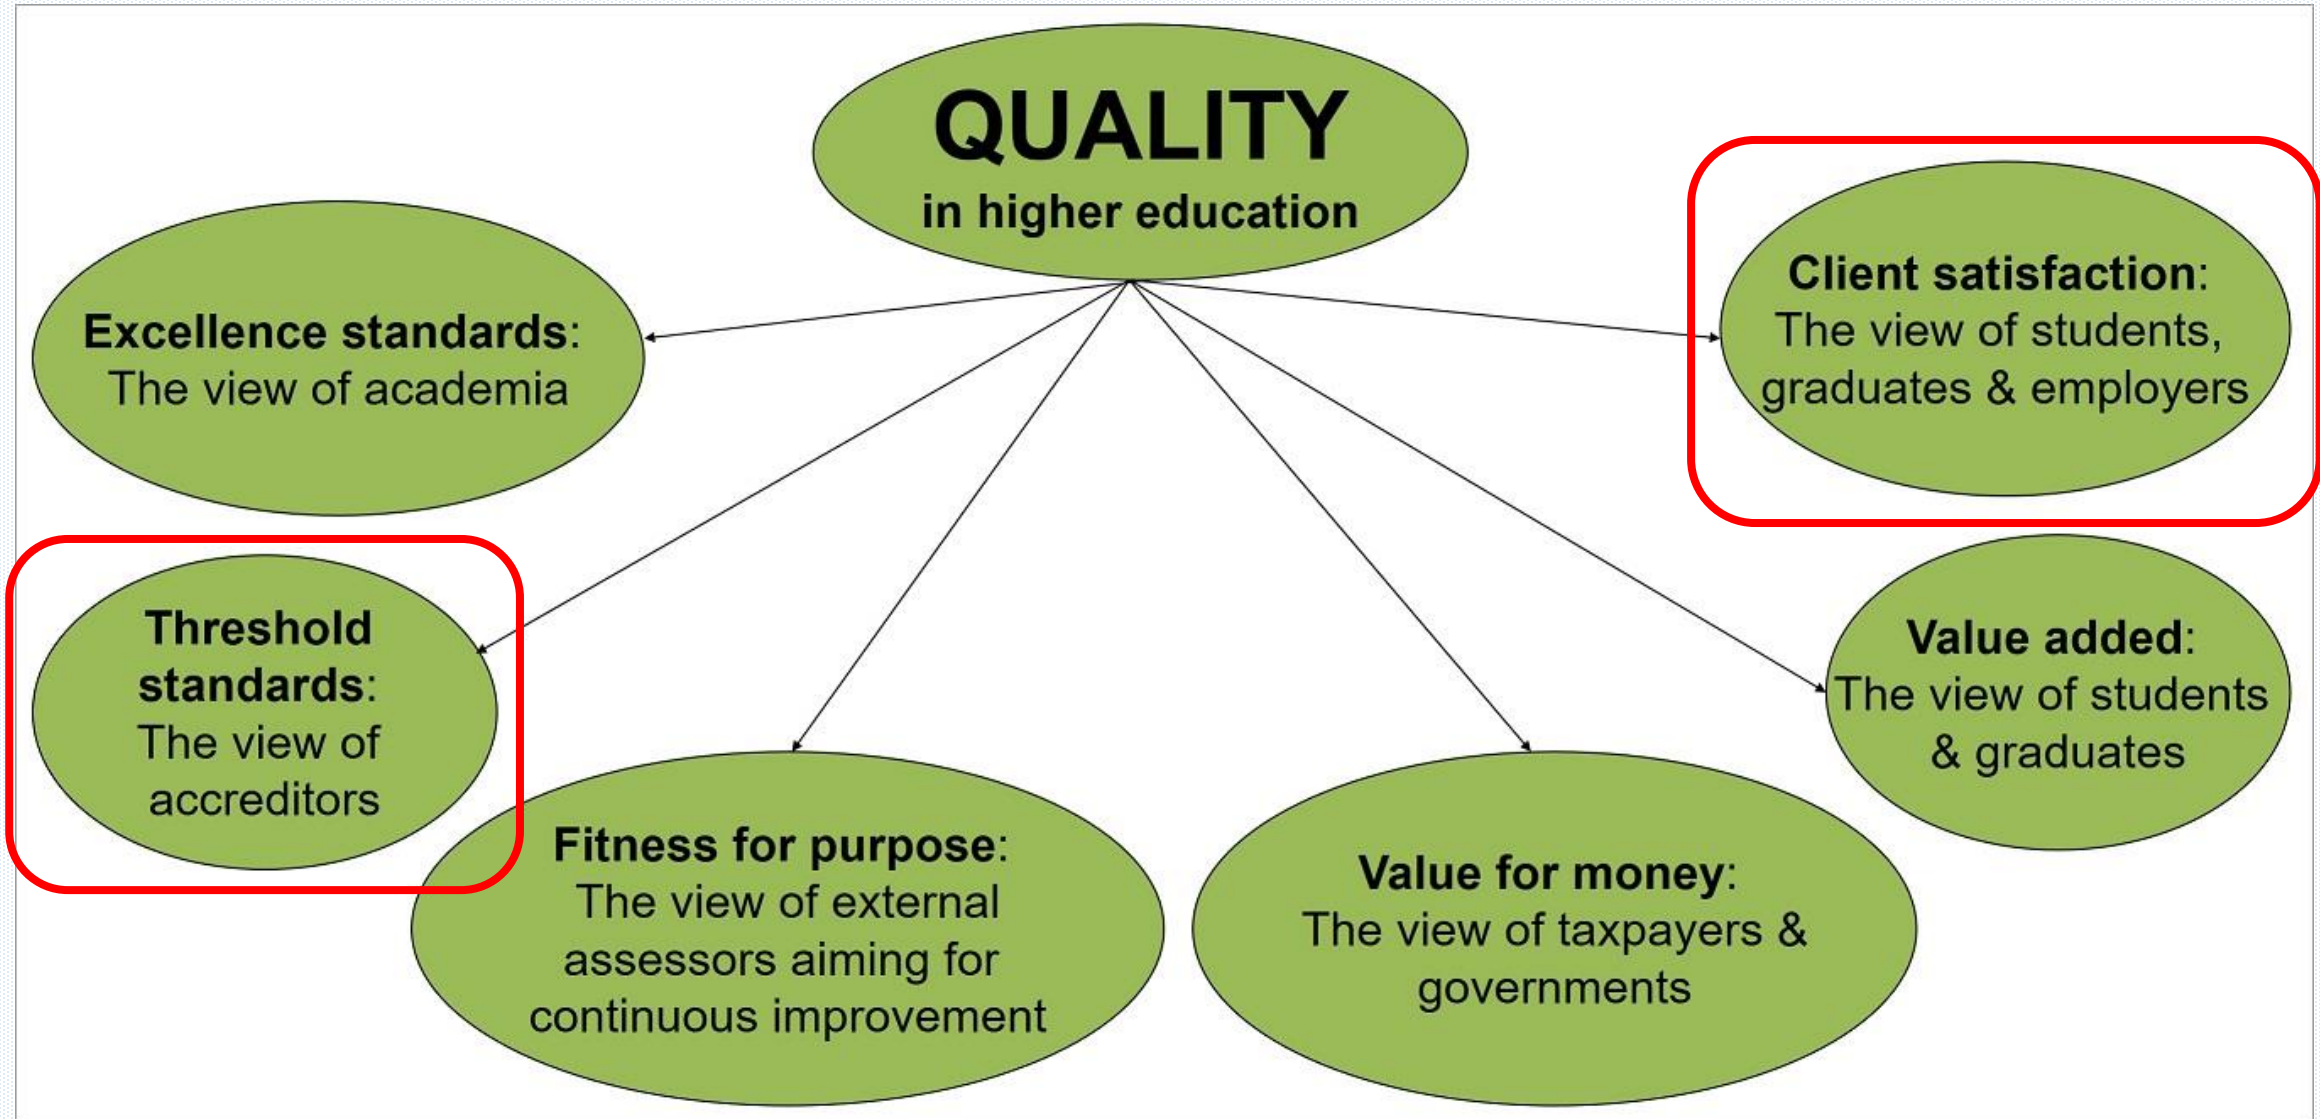 QUALITY
in higher education
Excellence standards:
The view of academia
Client satisfaction:
The view of students,
graduates & employers
Threshold
standards:
The view of
accreditors
Fitness for purpose:
The view of external
assessors aiming for
continuous improvement
Value for money:
The view of taxpayers &
governments
Value added:
The view of students
& graduates